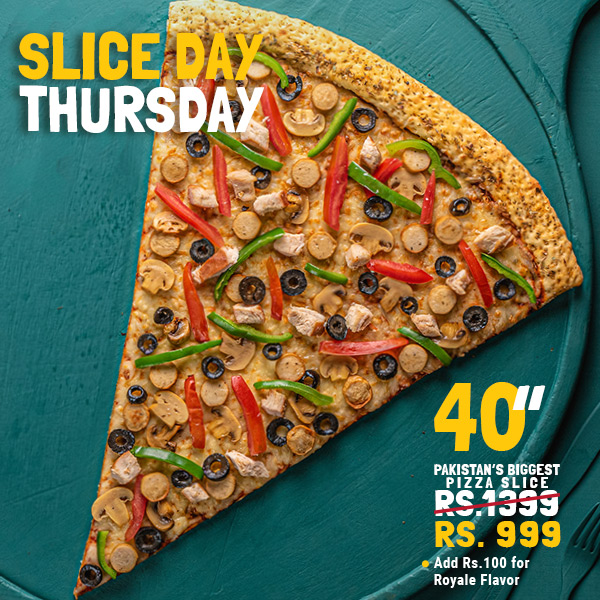 SLICE DAY
THURSDAY
40"
PAKISTAN'S BIGGEST
PIZZA SLICE
RS.1399
RS. 999
Add Rs.100 for
Royale Flavor